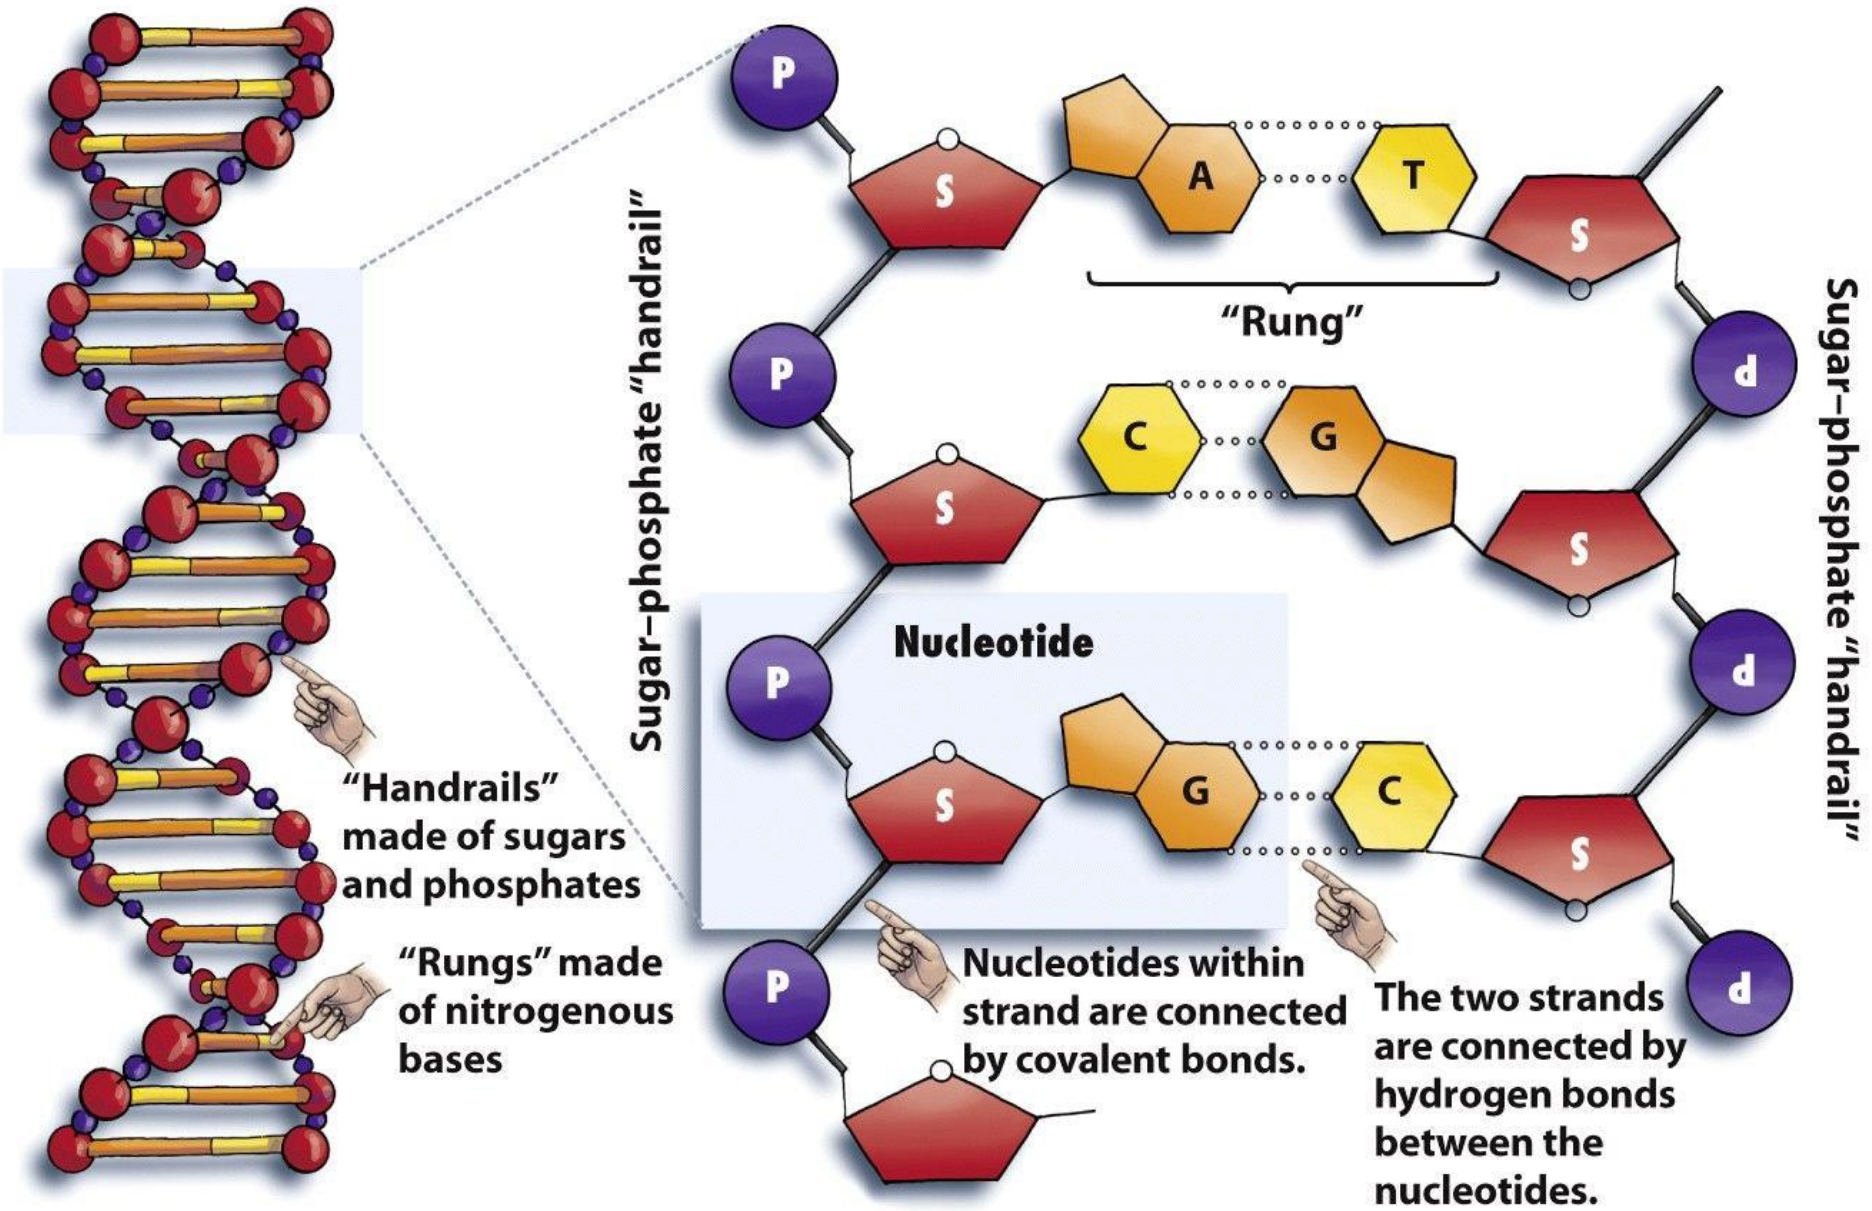 P
S
A
T
S
"Rung"
Sugar–phosphate "handrail"
P
P
S
C
G
S
P
Sugar–phosphate "handrail"
Nucleotide
P
S
G
C
S
P
P
"Handrails"
made of sugars
and phosphates
"Rungs" made
of nitrogenous
bases
Nucleotides within
strand are connected
by covalent bonds.
The two strands
are connected by
hydrogen bonds
between the
nucleotides.